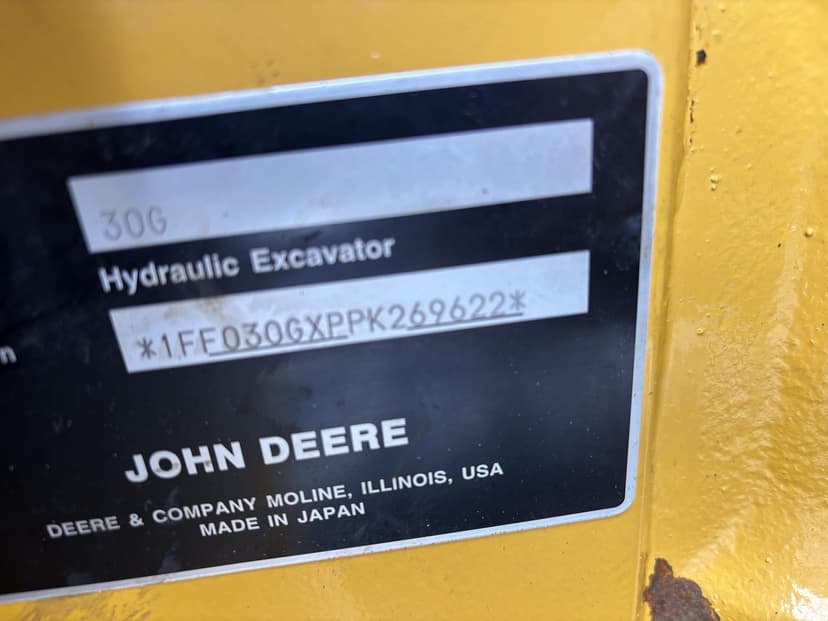 30G
Hydraulic Excavator
*1FF030GXPPK269622*
n
JOHN DEERE
DEERE & COMPANY MOLINE, ILLINOIS, USA
MADE IN JAPAN